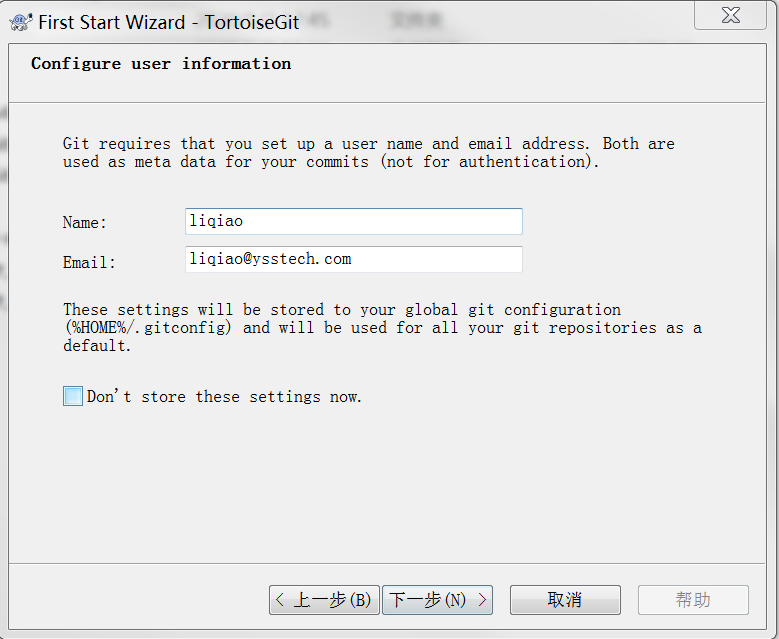 First Start Wizard - TortoiseGit
Configure user information
Git requires that you set up a user name and email address. Both are
used as meta data for your commits (not for authentication).
Name:
liqiao
Email:
liqiao@ysstech.com
These settings will be stored to your global git configuration
(%HOME%/.gitconfig) and will be used for all your git repositories as a
default.
Don't store these settings now.
< 上一步(B)
下一步(N) >
取消
帮助